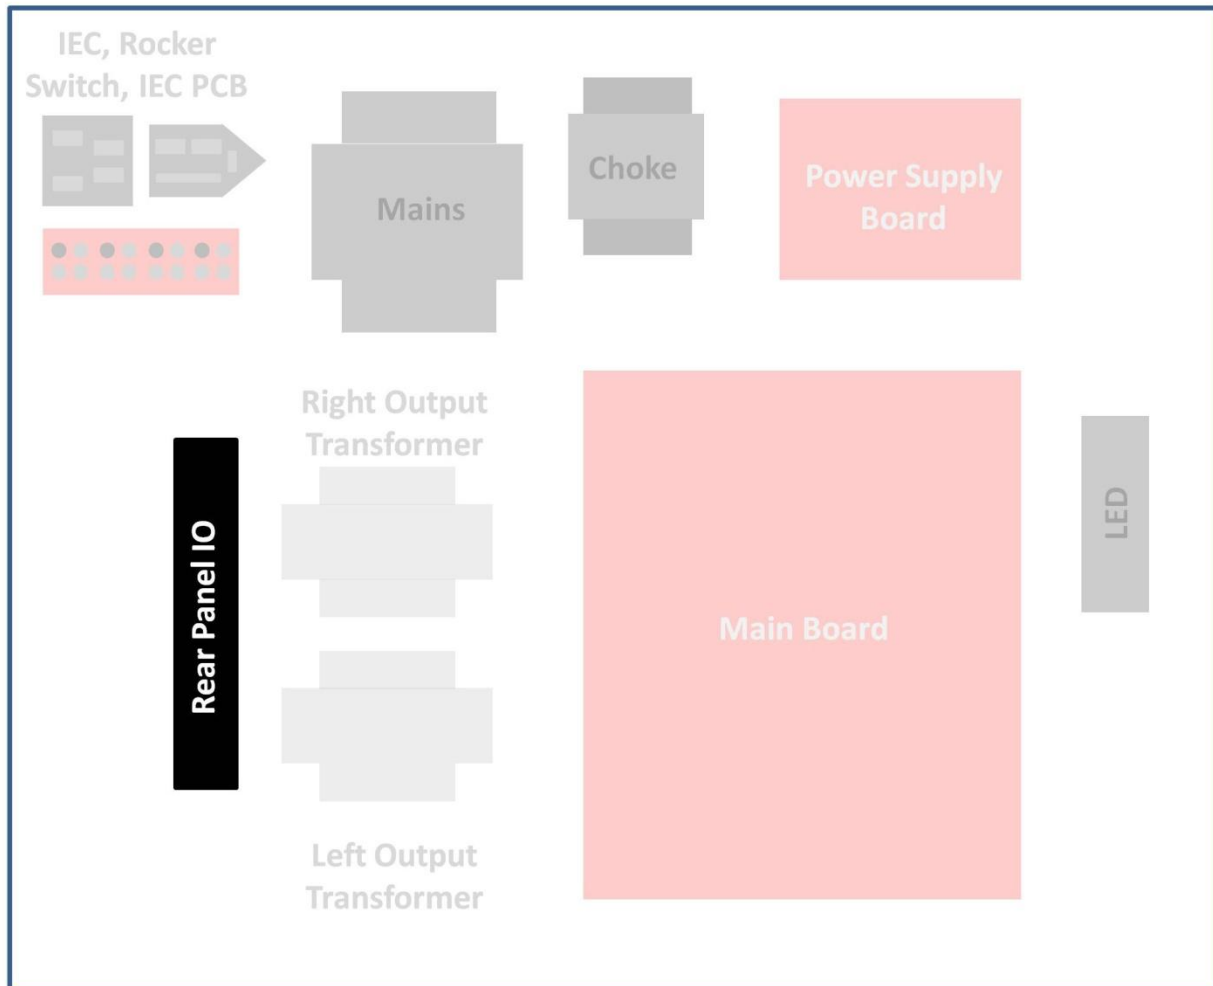 IEC, Rocker
Switch, IEC PCB
Mains
Choke
Power Supply
Board
Right Output
Transformer
Rear Panel IO
Main Board
LED
Left Output
Transformer